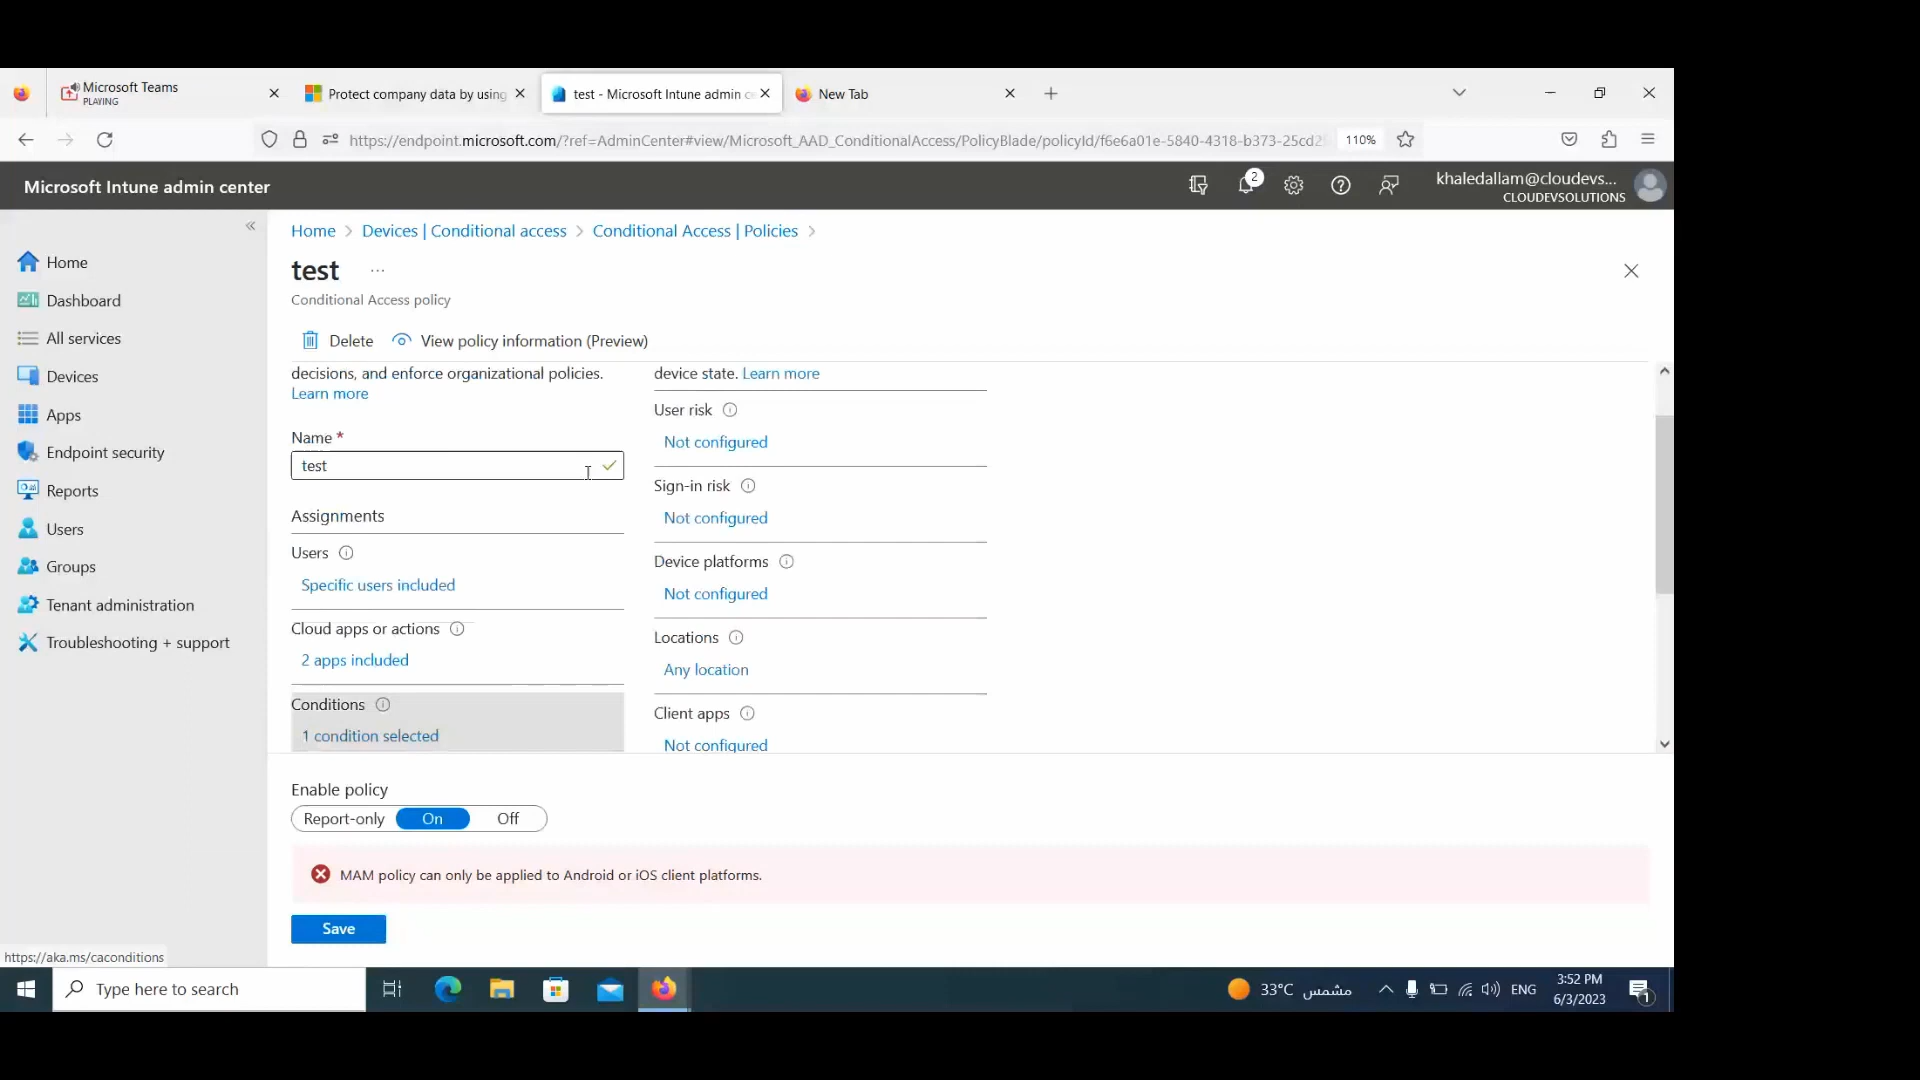 Microsoft Teams
PLAYING
Protect company data by using
test - Microsoft Intune admin ce
New Tab
https://endpoint.microsoft.com/?ref=AdminCenter#view/Microsoft_AAD_ConditionalAccess/PolicyBlade/policyId/f6e6a01e-5840-4318-b373-25cd2
110%
Microsoft Intune admin center
2
khaledallam@cloudevs...
CLOUDEVSOLUTIONS
Home
Dashboard
All services
Devices
Apps
Endpoint security
Reports
Users
Groups
Tenant administration
Troubleshooting + support
Home > Devices | Conditional access > Conditional Access | Policies >
test ...
Conditional Access policy
Delete View policy information (Preview)
decisions, and enforce organizational policies.
Learn more
Name *
test
Assignments
Users
Specific users included
Cloud apps or actions
2 apps included
Conditions
1 condition selected
device state. Learn more
User risk
Not configured
Sign-in risk
Not configured
Device platforms
Not configured
Locations
Any location
Client apps
Not configured
Enable policy
Report-only On Off
MAM policy can only be applied to Android or iOS client platforms.
Save
https://aka.ms/caconditions
Type here to search
33°C مشمس
ENG
3:52 PM
6/3/2023
1